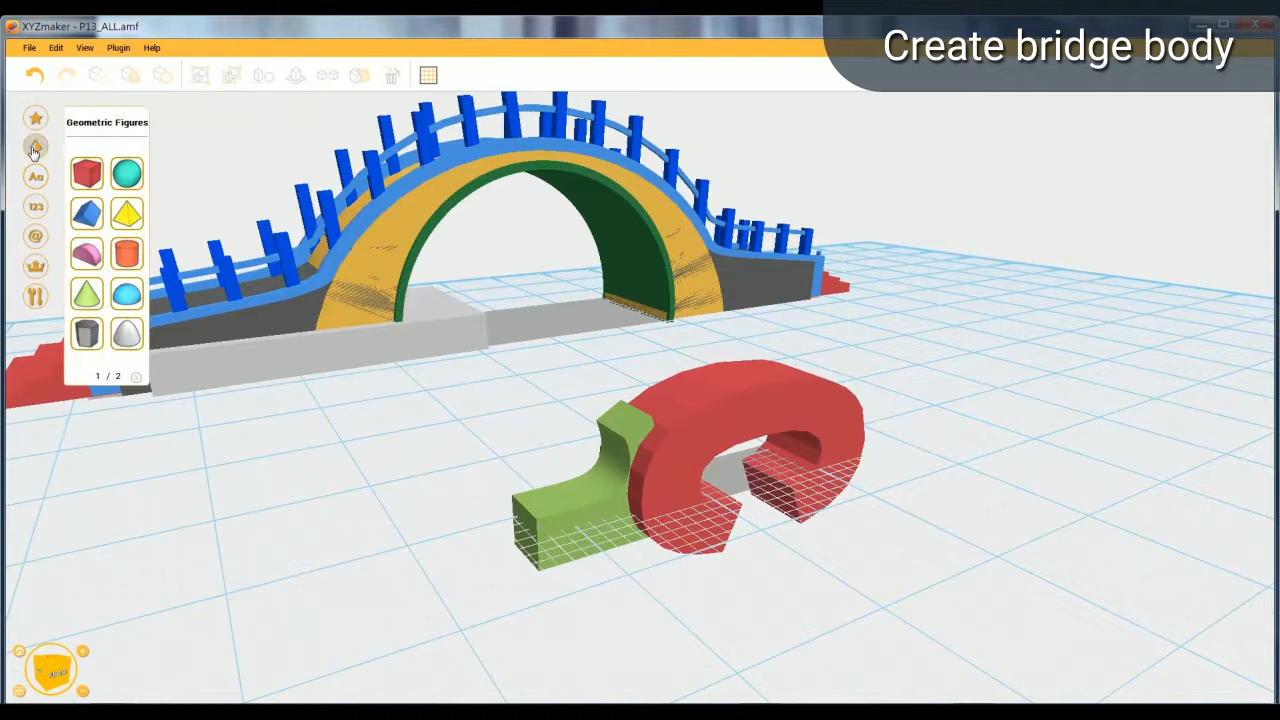 XYZmaker - P13_ALL.amf
Create bridge body
File Edit View Plugin Help
Geometric Figures
Aa
123
@
1 / 2